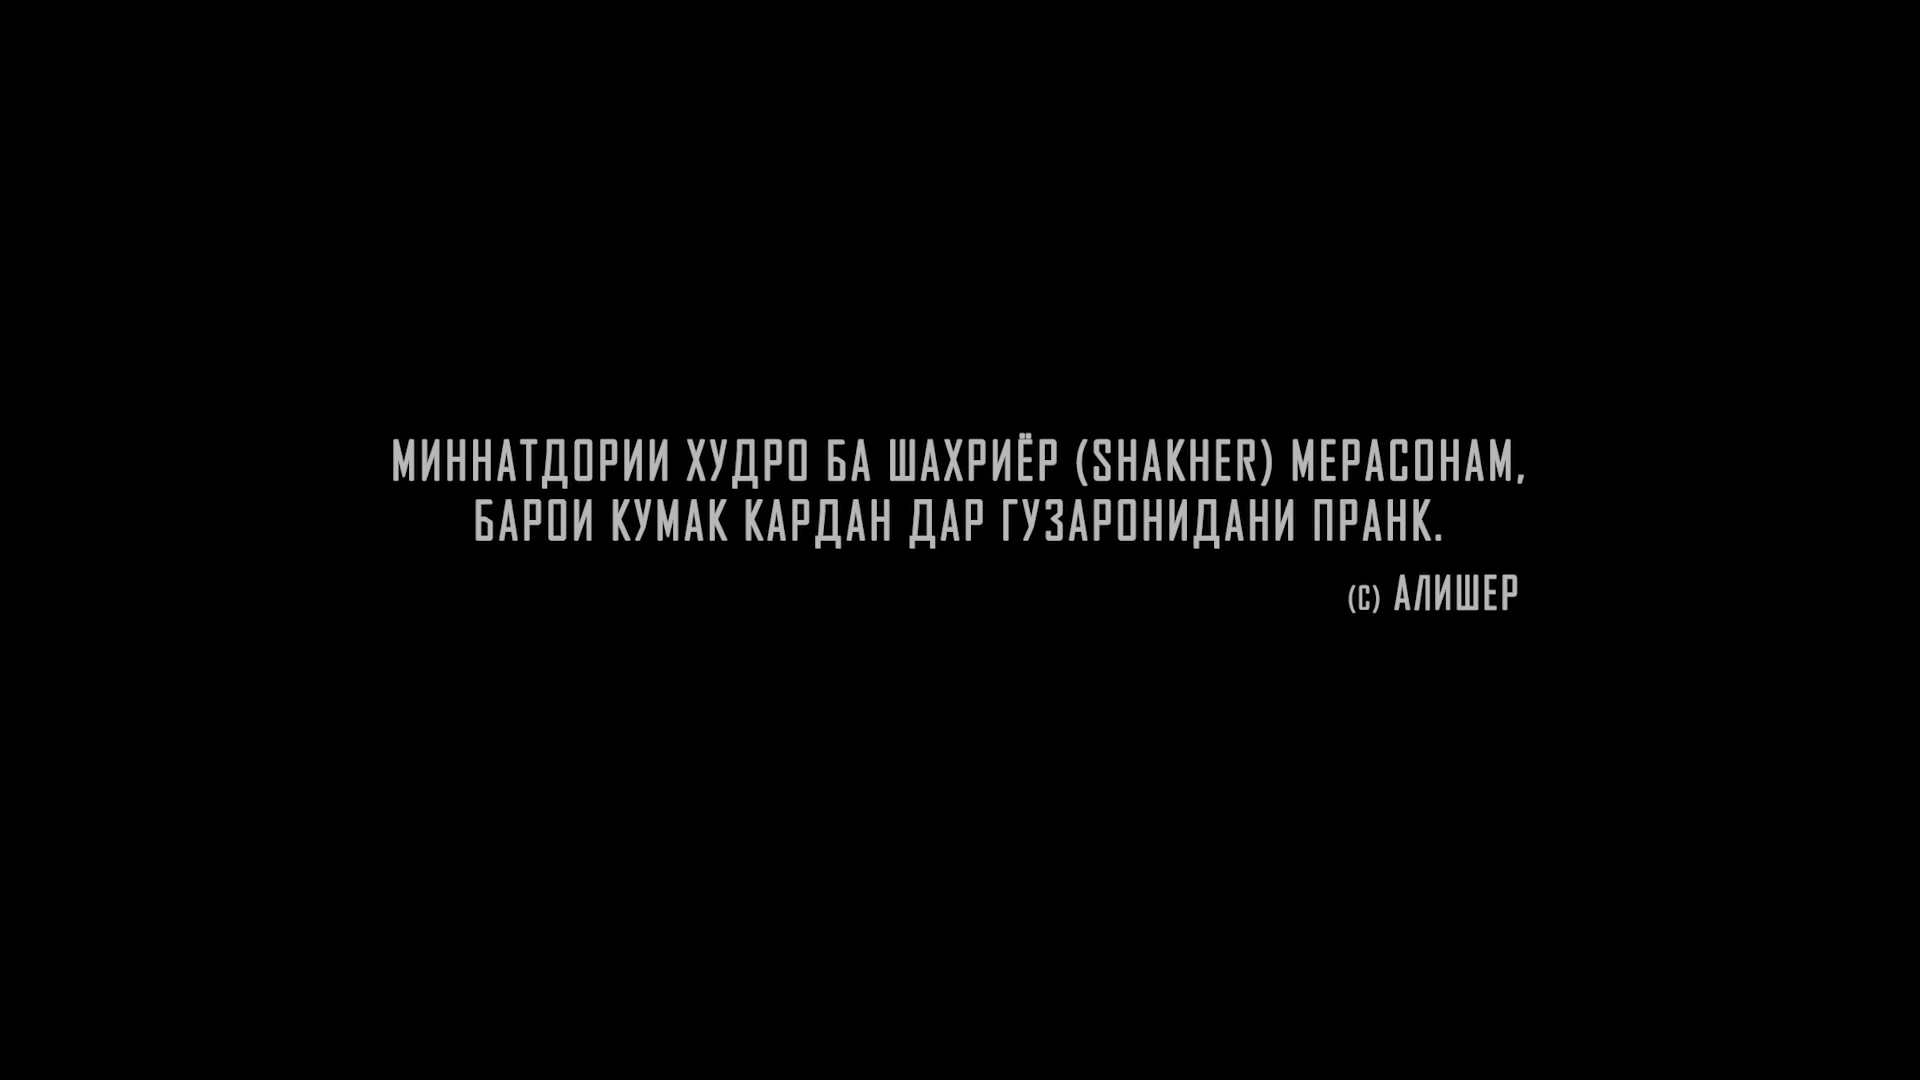 МИННАТДОРИИ ХУДРО БА ШАХРИЁР (SHAKHER) МЕРАСОНАМ,
БАРОИ КУМАК КАРДАН ДАР ГУЗАРОНИДАНИ ПРАНК.
(C) АЛИШЕР